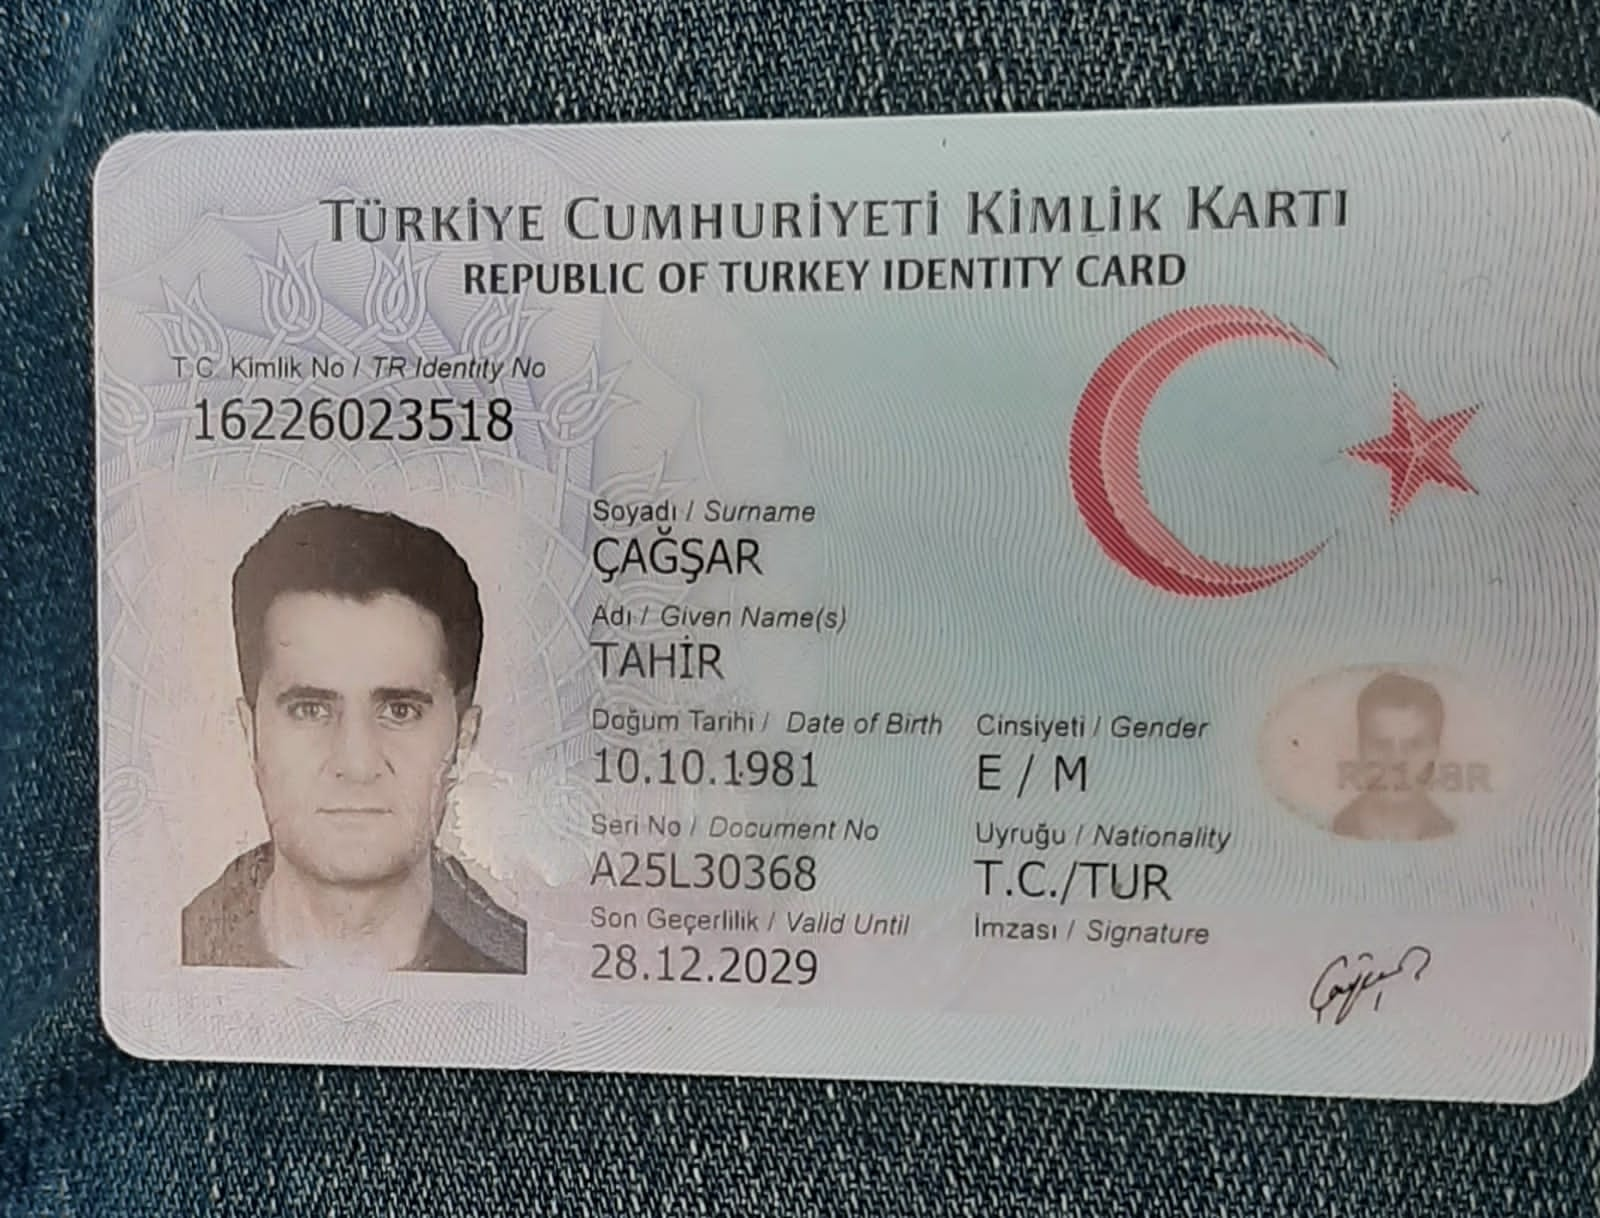 TÜRKİYE CUMHURİYETİ KİMLİK KARTI
REPUBLIC OF TURKEY IDENTITY CARD
T.C. Kimlik No / TR Identity No
16226023518
Soyadı / Surname
ÇAĞŞAR
Adı / Given Name(s)
TAHİR
Doğum Tarihi / Date of Birth
10.10.1981
Cinsiyeti / Gender
E / M
Seri No / Document No
A25L30368
Uyruğu / Nationality
T.C./TUR
Son Geçerlilik / Valid Until
28.12.2029
İmzası / Signature